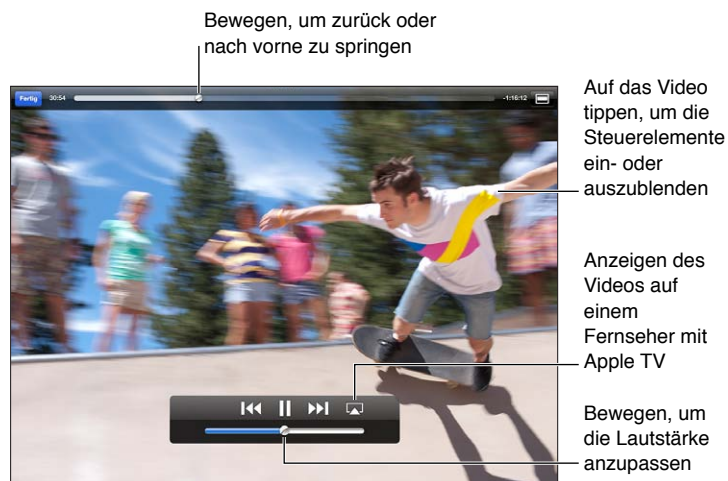 Bewegen, um zurück oder
nach vorne zu springen
Fertig
30:54
-1:16:12
Auf das Video
tippen, um die
Steuerelemente
ein- oder
auszublenden
Anzeigen des
Videos auf
einem
Fernseher mit
Apple TV
Bewegen, um
die Lautstärke
anzupassen